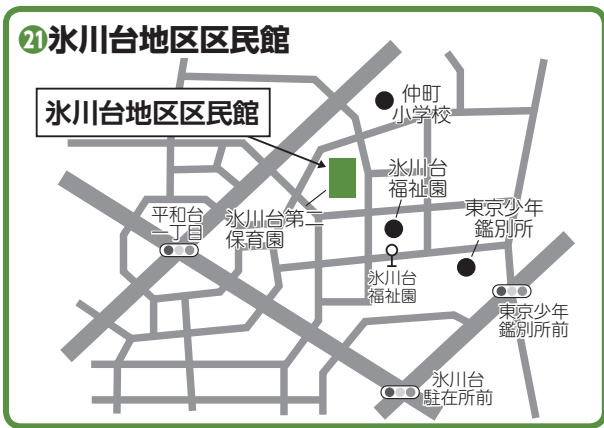 ㉑氷川台地区区民館
氷川台地区区民館
仲町
小学校
氷川台
福祉園
東京少年
鑑別所
平和台
一丁目
氷川台第二
保育園
氷川台
福祉園
東京少年
鑑別所前
氷川台
駐在所前